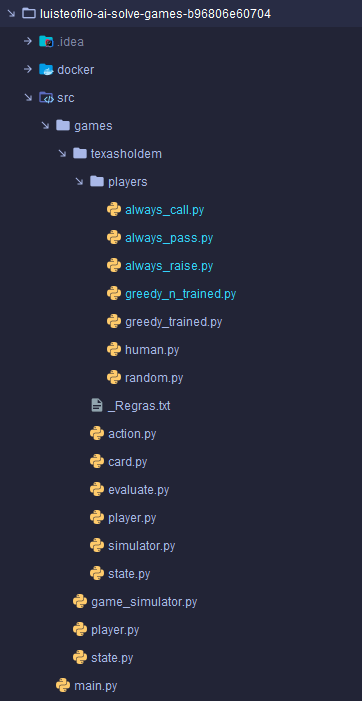 luisteofilo-ai-solve-games-b96806e60704
.idea
docker
src
games
texasholdem
players
always_call.py
always_pass.py
always_raise.py
greedy_n_trained.py
greedy_trained.py
human.py
random.py
_Regras.txt
action.py
card.py
evaluate.py
player.py
simulator.py
state.py
game_simulator.py
player.py
state.py
main.py